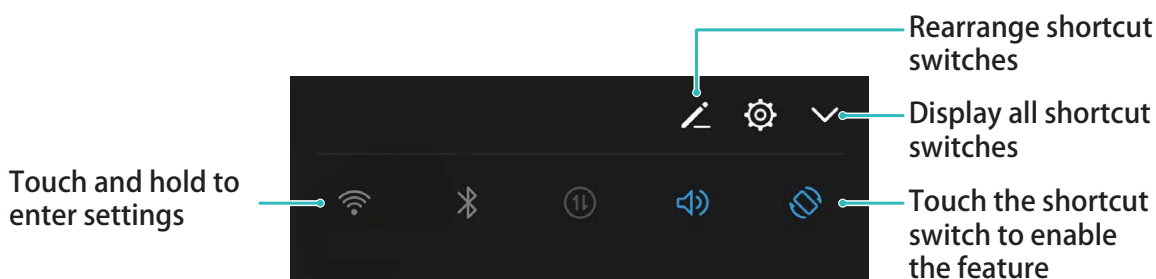 Rearrange shortcut
switches
Display all shortcut
switches
Touch and hold to
enter settings
Touch the shortcut
switch to enable
the feature